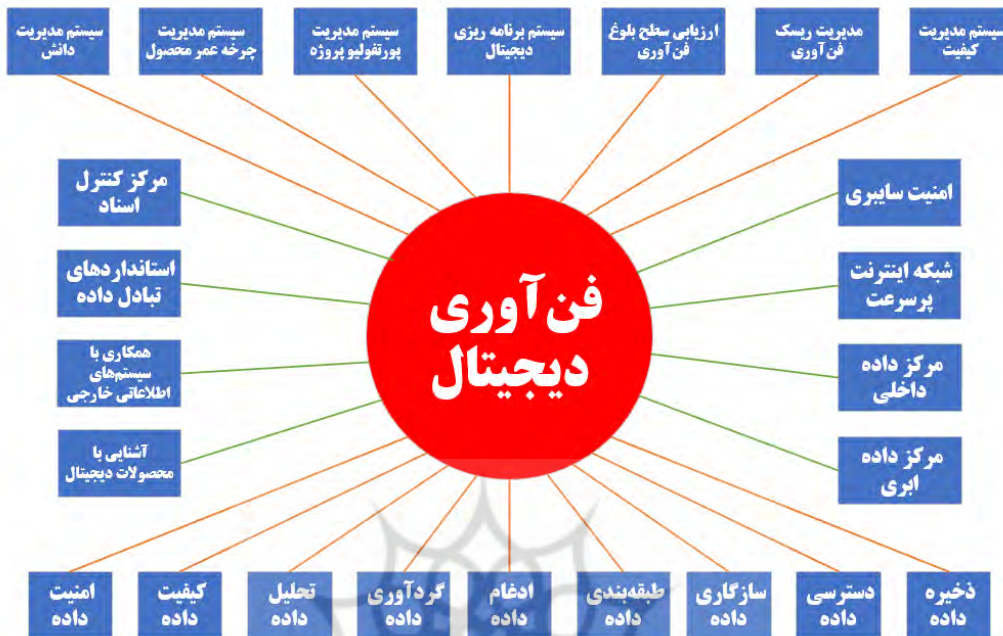 سیستم مدیریت
کیفیت
مدیریت ریسک
فن‌آوری
ارزیابی سطح بلوغ
فن‌آوری
سیستم برنامه ریزی
دیجیتال
سیستم مدیریت
پورتفولیو پروژه
سیستم مدیریت
چرخه عمر محصول
سیستم مدیریت
دانش
امنیت سایبری
شبکه اینترنت
پرسرعت
مرکز داده
داخلی
مرکز داده
ابری
فن‌آوری
دیجیتال
مرکز کنترل
اسناد
استانداردهای
تبادل داده
همکاری با
سیستم‌های
اطلاعاتی خارجی
آشنایی با
محصولات دیجیتال
ذخیره
داده
دسترسی
داده
سازگاری
داده
طبقه‌بندی
داده
ادغام
داده
گردآوری
داده
تحلیل
داده
کیفیت
داده
امنیت
داده